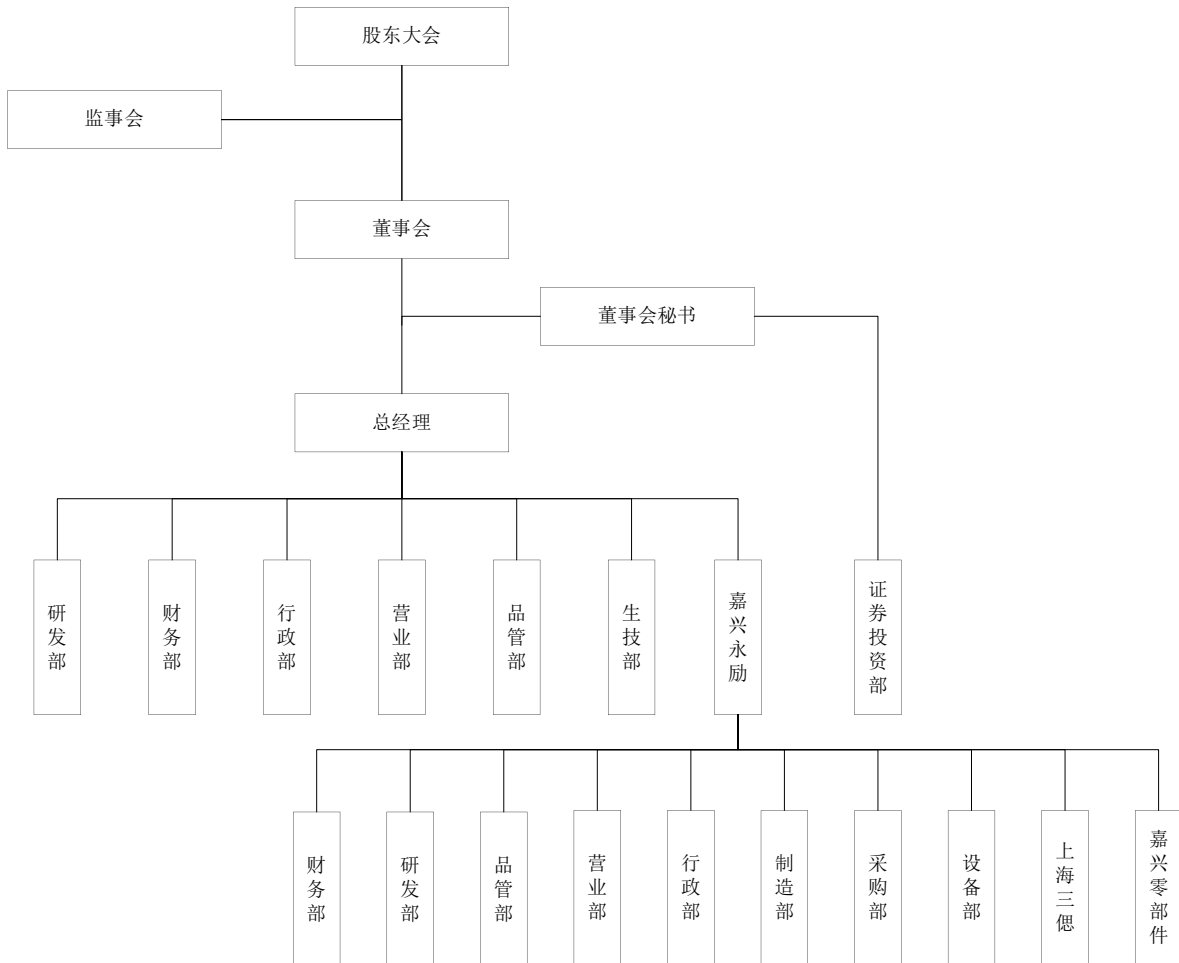 股东大会
监事会
董事会
董事会秘书
总经理
研发部
财务部
行政部
营业部
品管部
生技部
嘉兴永励
证券投资部
财务部
研发部
品管部
营业部
行政部
制造部
采购部
设备部
上海三偲
嘉兴零部件